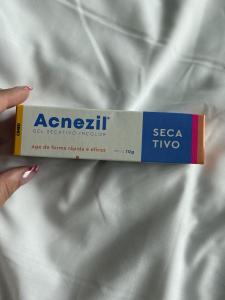 Acnezil®
GEL SECATIVO INCOLOR
Age de forma rápida e eficaz
10g
SECA
TIVO